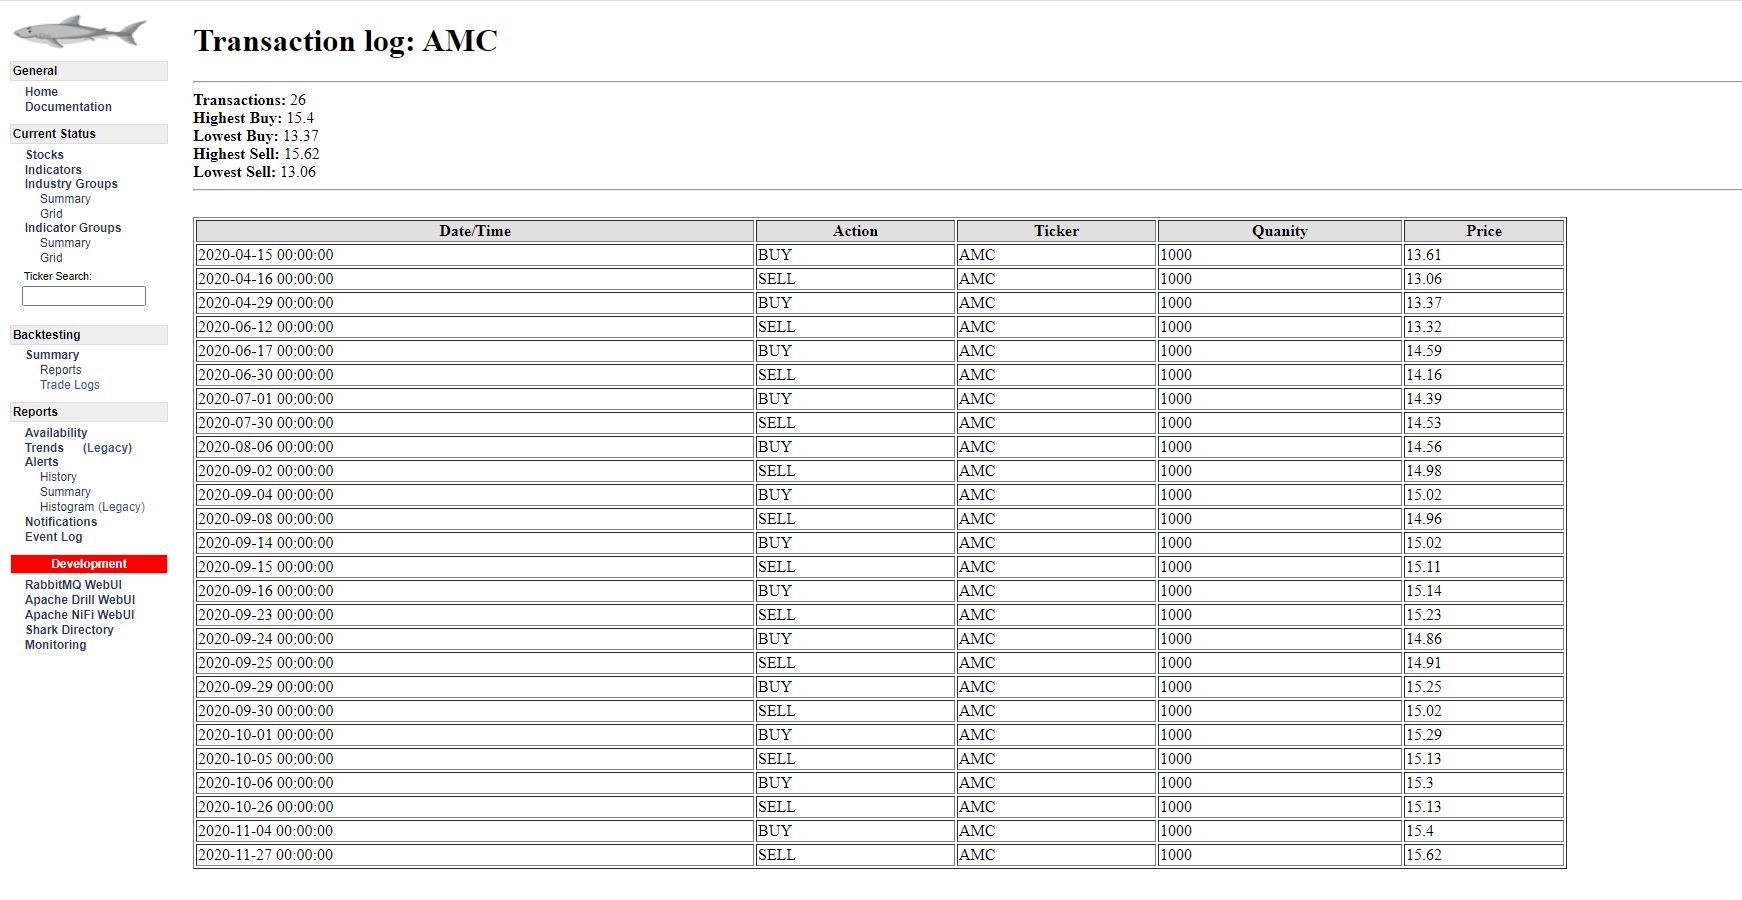 General
Home
Documentation
Current Status
Stocks
Indicators
Industry Groups
Summary
Grid
Indicator Groups
Summary
Grid
Ticker Search:
Backtesting
Summary
Reports
Trade Logs
Reports
Availability
Trends (Legacy)
Alerts
History
Summary
Histogram (Legacy)
Notifications
Event Log
Development
RabbitMQ WebUI
Apache Drill WebUI
Apache NiFi WebUI
Shark Directory
Monitoring
Transaction log: AMC
Transactions: 26
Highest Buy: 15.4
Lowest Buy: 13.37
Highest Sell: 15.62
Lowest Sell: 13.06
Date/Time Action Ticker Quanity Price
2020-04-15 00:00:00 BUY AMC 1000 13.61
2020-04-16 00:00:00 SELL AMC 1000 13.06
2020-04-29 00:00:00 BUY AMC 1000 13.37
2020-06-12 00:00:00 SELL AMC 1000 13.32
2020-06-17 00:00:00 BUY AMC 1000 14.59
2020-06-30 00:00:00 SELL AMC 1000 14.16
2020-07-01 00:00:00 BUY AMC 1000 14.39
2020-07-30 00:00:00 SELL AMC 1000 14.53
2020-08-06 00:00:00 BUY AMC 1000 14.56
2020-09-02 00:00:00 SELL AMC 1000 14.98
2020-09-04 00:00:00 BUY AMC 1000 15.02
2020-09-08 00:00:00 SELL AMC 1000 14.96
2020-09-14 00:00:00 BUY AMC 1000 15.02
2020-09-15 00:00:00 SELL AMC 1000 15.11
2020-09-16 00:00:00 BUY AMC 1000 15.14
2020-09-23 00:00:00 SELL AMC 1000 15.23
2020-09-24 00:00:00 BUY AMC 1000 14.86
2020-09-25 00:00:00 SELL AMC 1000 14.91
2020-09-29 00:00:00 BUY AMC 1000 15.25
2020-09-30 00:00:00 SELL AMC 1000 15.02
2020-10-01 00:00:00 BUY AMC 1000 15.29
2020-10-05 00:00:00 SELL AMC 1000 15.13
2020-10-06 00:00:00 BUY AMC 1000 15.3
2020-10-26 00:00:00 SELL AMC 1000 15.13
2020-11-04 00:00:00 BUY AMC 1000 15.4
2020-11-27 00:00:00 SELL AMC 1000 15.62